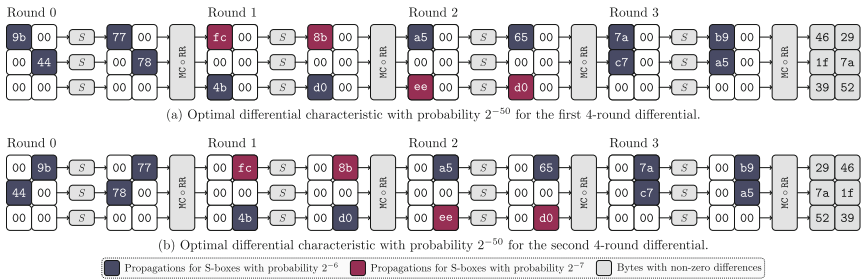 Round 0 Round 1 Round 2 Round 3
9b 00 S 77 00 fc 00 S 8b 00 a5 00 S 65 00 7a 00 S b9 00 46 29
00 44 S 00 78 MC ∘ RR 00 00 S 00 00 MC ∘ RR 00 00 S 00 00 MC ∘ RR c7 00 S a5 00 MC ∘ RR 1f 7a
00 00 S 00 00 4b 00 S d0 00 ee 00 S d0 00 00 00 S 00 00 39 52
(a) Optimal differential characteristic with probability 2⁻⁵⁰ for the first 4-round differential.
Round 0 Round 1 Round 2 Round 3
00 9b S 00 77 00 fc S 00 8b 00 a5 S 00 65 00 7a S 00 b9 29 46
44 00 S 78 00 MC ∘ RR 00 00 S 00 00 MC ∘ RR 00 00 S 00 00 MC ∘ RR 00 c7 S 00 a5 MC ∘ RR 7a 1f
00 00 S 00 00 00 4b S 00 d0 00 ee S 00 d0 00 00 S 00 00 52 39
(b) Optimal differential characteristic with probability 2⁻⁵⁰ for the second 4-round differential.
Propagations for S-boxes with probability 2⁻⁶ Propagations for S-boxes with probability 2⁻⁷ Bytes with non-zero differences